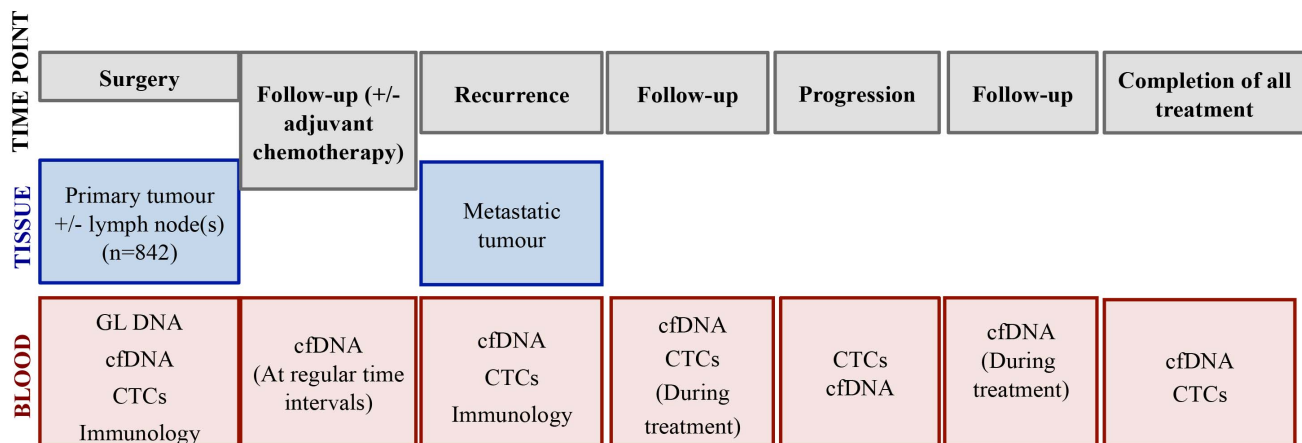 TIME POINT
Surgery
Follow-up (+/-
adjuvant
chemotherapy)
Recurrence
Follow-up
Progression
Follow-up
Completion of all
treatment
TISSUE
Primary tumour
+/- lymph node(s)
(n=842)
Metastatic
tumour
BLOOD
GL DNA
cfDNA
CTCs
Immunology
cfDNA
(At regular time
intervals)
cfDNA
CTCs
Immunology
cfDNA
CTCs
(During
treatment)
CTCs
cfDNA
cfDNA
(During
treatment)
cfDNA
CTCs